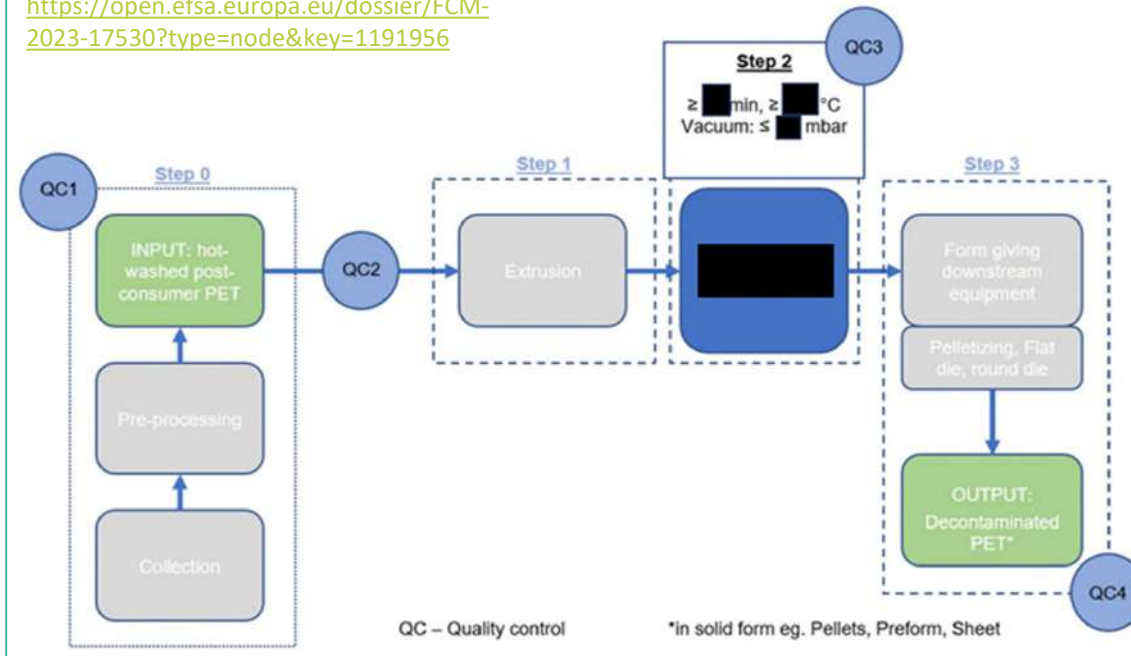 https://open.efsa.europa.eu/dossier/FCM-
2023-17530?type=node&key=1191956
QC3
Step 2
≥ min, ≥ °C
Vacuum: ≤ mbar
QC1
Step 0
INPUT: hot-
washed post-
consumer PET
Pre-processing
Collection
QC2
Step 1
Extrusion
Step 3
Form giving
downstream
equipment
Pelletizing, Flat
die, round die
OUTPUT:
Decontaminated
PET*
QC4
QC – Quality control
*in solid form eg. Pellets, Preform, Sheet